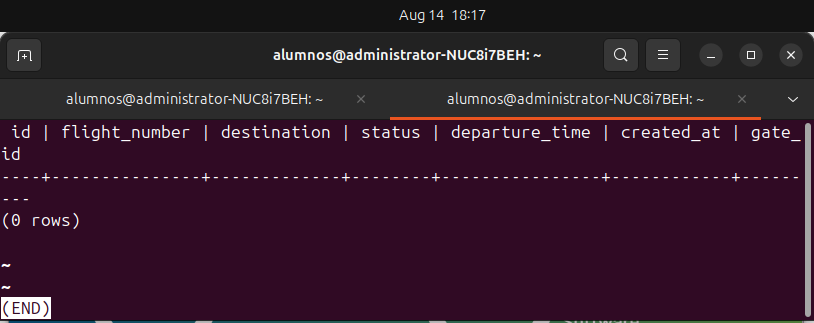 Aug 14 18:17
alumnos@administrator-NUC8i7BEH: ~
alumnos@administrator-NUC8i7BEH: ~ alumnos@administrator-NUC8i7BEH: ~
 id | flight_number | destination | status | departure_time | created_at | gate_
id
----+---------------+-------------+--------+----------------+------------+------
---
(0 rows)
~
~
(END)